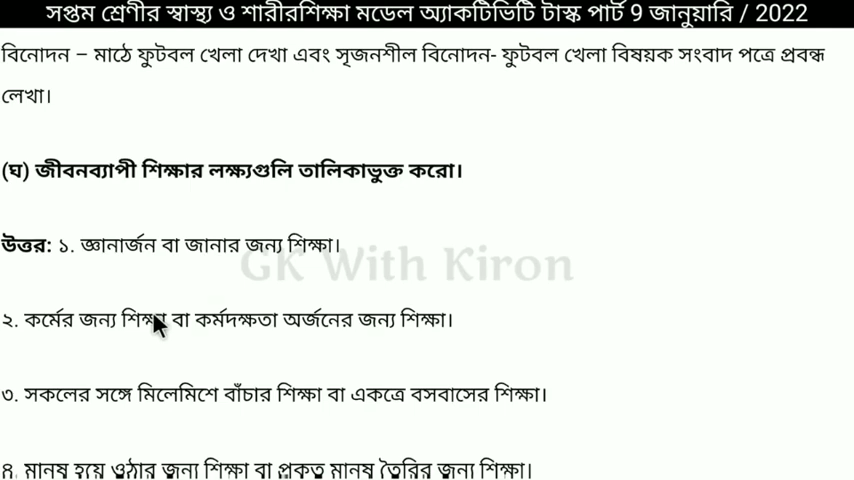 সপ্তম শ্রেণীর স্বাস্থ্য ও শারীরশিক্ষা মডেল অ্যাকটিভিটি টাস্ক পার্ট 9 জানুয়ারি / 2022
বিনোদন – মাঠে ফুটবল খেলা দেখা এবং সৃজনশীল বিনোদন- ফুটবল খেলা বিষয়ক সংবাদ পত্রে প্রবন্ধ
লেখা।
(ঘ) জীবনব্যাপী শিক্ষার লক্ষ্যগুলি তালিকাভুক্ত করো।
উত্তর: ১. জ্ঞানার্জন বা জানার জন্য শিক্ষা।
GK With Kiron
২. কর্মের জন্য শিক্ষা বা কর্মদক্ষতা অর্জনের জন্য শিক্ষা।
৩. সকলের সঙ্গে মিলেমিশে বাঁচার শিক্ষা বা একত্রে বসবাসের শিক্ষা।
৪. মানুষ হয়ে ওঠার জন্য শিক্ষা বা প্রকৃত মানুষ তৈরির জন্য শিক্ষা।